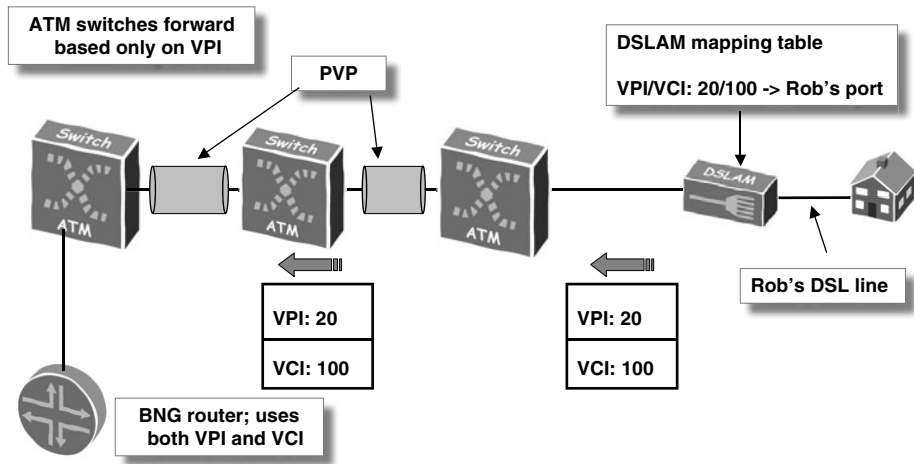 ATM switches forward
based only on VPI
PVP
DSLAM mapping table
VPI/VCI: 20/100 -> Rob's port
Switch
ATM
Switch
ATM
Switch
ATM
DSLAM
Rob's DSL line
VPI: 20
VCI: 100
VPI: 20
VCI: 100
BNG router; uses
both VPI and VCI